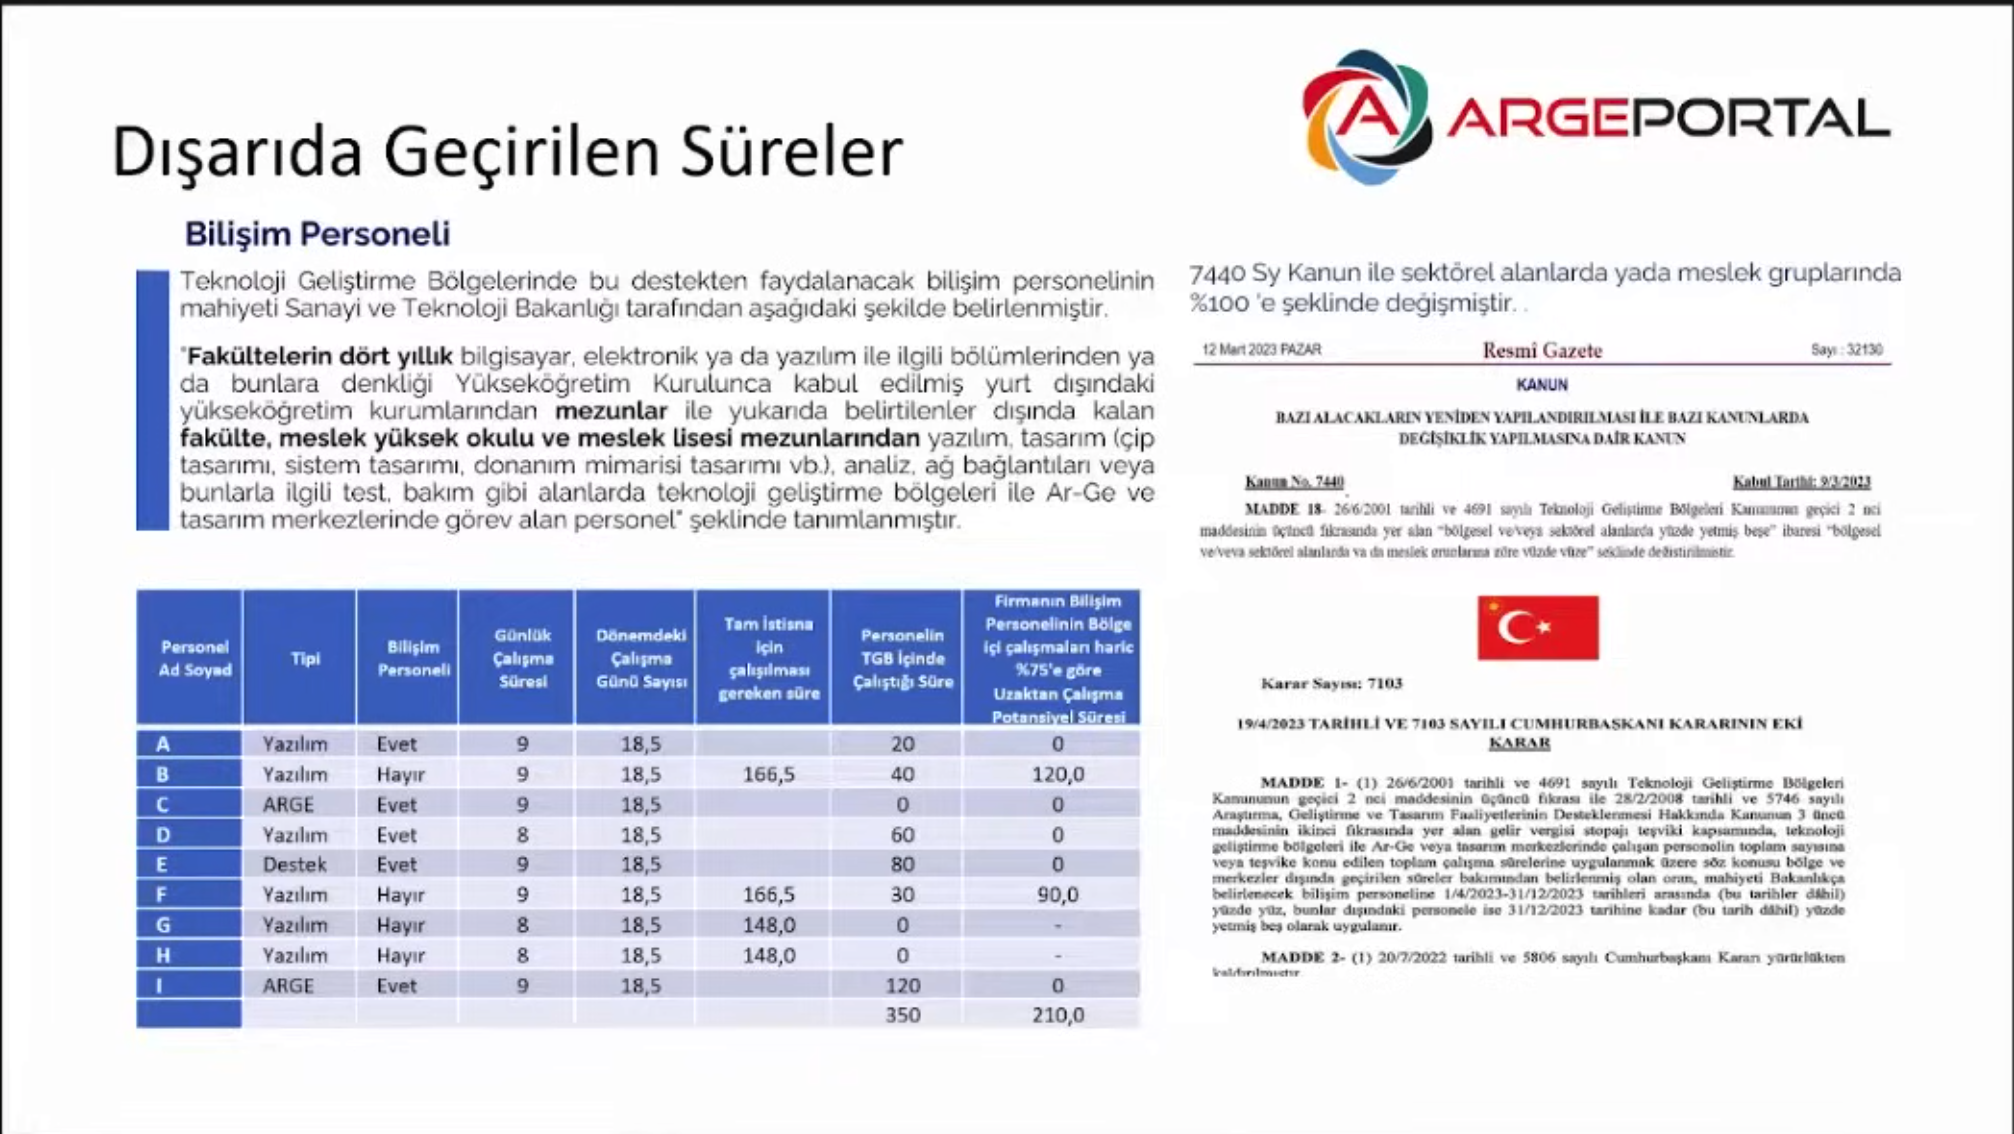 ARGEPORTAL
Dışarıda Geçirilen Süreler
Bilişim Personeli
Teknoloji Geliştirme Bölgelerinde bu destekten faydalanacak bilişim personelinin
mahiyeti Sanayi ve Teknoloji Bakanlığı tarafından aşağıdaki şekilde belirlenmiştir.
"Fakültelerin dört yıllık bilgisayar, elektronik ya da yazılım ile ilgili bölümlerinden ya
da bunlara denkliği Yükseköğretim Kurulunca kabul edilmiş yurt dışındaki
yükseköğretim kurumlarından mezunlar ile yukarıda belirtilenler dışında kalan
fakülte, meslek yüksek okulu ve meslek lisesi mezunlarından yazılım, tasarım (çip
tasarımı, sistem tasarımı, donanım mimarisi tasarımı vb.), analiz, ağ bağlantıları veya
bunlarla ilgili test, bakım gibi alanlarda teknoloji geliştirme bölgeleri ile Ar-Ge ve
tasarım merkezlerinde görev alan personel" şeklinde tanımlanmıştır.
Personel
Ad Soyad
Tipi
Bilişim
Personeli
Günlük
Çalışma
Süresi
Dönemdeki
Çalışma
Günü Sayısı
Tam İstisna
için
çalışılması
gereken süre
Personelin
TGB İçinde
Çalıştığı Süre
Firmanın Bilişim
Personelinin Bölge
içi çalışmaları haric
%75'e göre
Uzaktan Çalışma
Potansiyel Süresi
A Yazılım Evet 9 18,5 20 0
B Yazılım Hayır 9 18,5 166,5 40 120,0
C ARGE Evet 9 18,5 0 0
D Yazılım Evet 8 18,5 60 0
E Destek Evet 9 18,5 80 0
F Yazılım Hayır 9 18,5 166,5 30 90,0
G Yazılım Hayır 8 18,5 148,0 0 -
H Yazılım Hayır 8 18,5 148,0 0 -
I ARGE Evet 9 18,5 120 0
350 210,0
7440 Sy Kanun ile sektörel alanlarda yada meslek gruplarında
%100 'e şeklinde değişmiştir. .
12 Mart 2023 PAZAR Resmî Gazete Sayı : 32130
KANUN
BAZI ALACAKLARIN YENİDEN YAPILANDIRILMASI İLE BAZI KANUNLARDA
DEĞİŞİKLİK YAPILMASINA DAİR KANUN
Kanun No. 7440 Kabul Tarihi: 9/3/2023
MADDE 18- 26/6/2001 tarihli ve 4691 sayılı Teknoloji Geliştirme Bölgeleri Kanununun geçici 2 nci
maddesinin üçüncü fıkrasında yer alan "bölgesel ve/veya sektörel alanlarda yüzde yetmiş beşe" ibaresi "bölgesel
ve/veya sektörel alanlarda ya da meslek gruplarına göre yüzde yüze" şeklinde değiştirilmiştir.
Karar Sayısı: 7103
19/4/2023 TARİHLİ VE 7103 SAYILI CUMHURBAŞKANI KARARININ EKİ
KARAR
MADDE 1- (1) 26/6/2001 tarihli ve 4691 sayılı Teknoloji Geliştirme Bölgeleri
Kanununun geçici 2 nci maddesinin üçüncü fıkrası ile 28/2/2008 tarihli ve 5746 sayılı
Araştırma, Geliştirme ve Tasarım Faaliyetlerinin Desteklenmesi Hakkında Kanunun 3 üncü
maddesinin ikinci fıkrasında yer alan gelir vergisi stopajı teşviki kapsamında, teknoloji
geliştirme bölgeleri ile Ar-Ge veya tasarım merkezlerinde çalışan personelin toplam sayısına
veya teşvike konu edilen toplam çalışma sürelerine uygulanmak üzere söz konusu bölge ve
merkezler dışında geçirilen süreler bakımından belirlenmiş olan oran, mahiyeti Bakanlıkça
belirlenecek bilişim personeline 1/4/2023-31/12/2023 tarihleri arasında (bu tarihler dâhil)
yüzde yüz, bunlar dışındaki personele ise 31/12/2023 tarihine kadar (bu tarih dâhil) yüzde
yetmiş beş olarak uygulanır.
MADDE 2- (1) 20/7/2022 tarihli ve 5806 sayılı Cumhurbaşkanı Kararı yürürlükten
kaldırılmıştır.